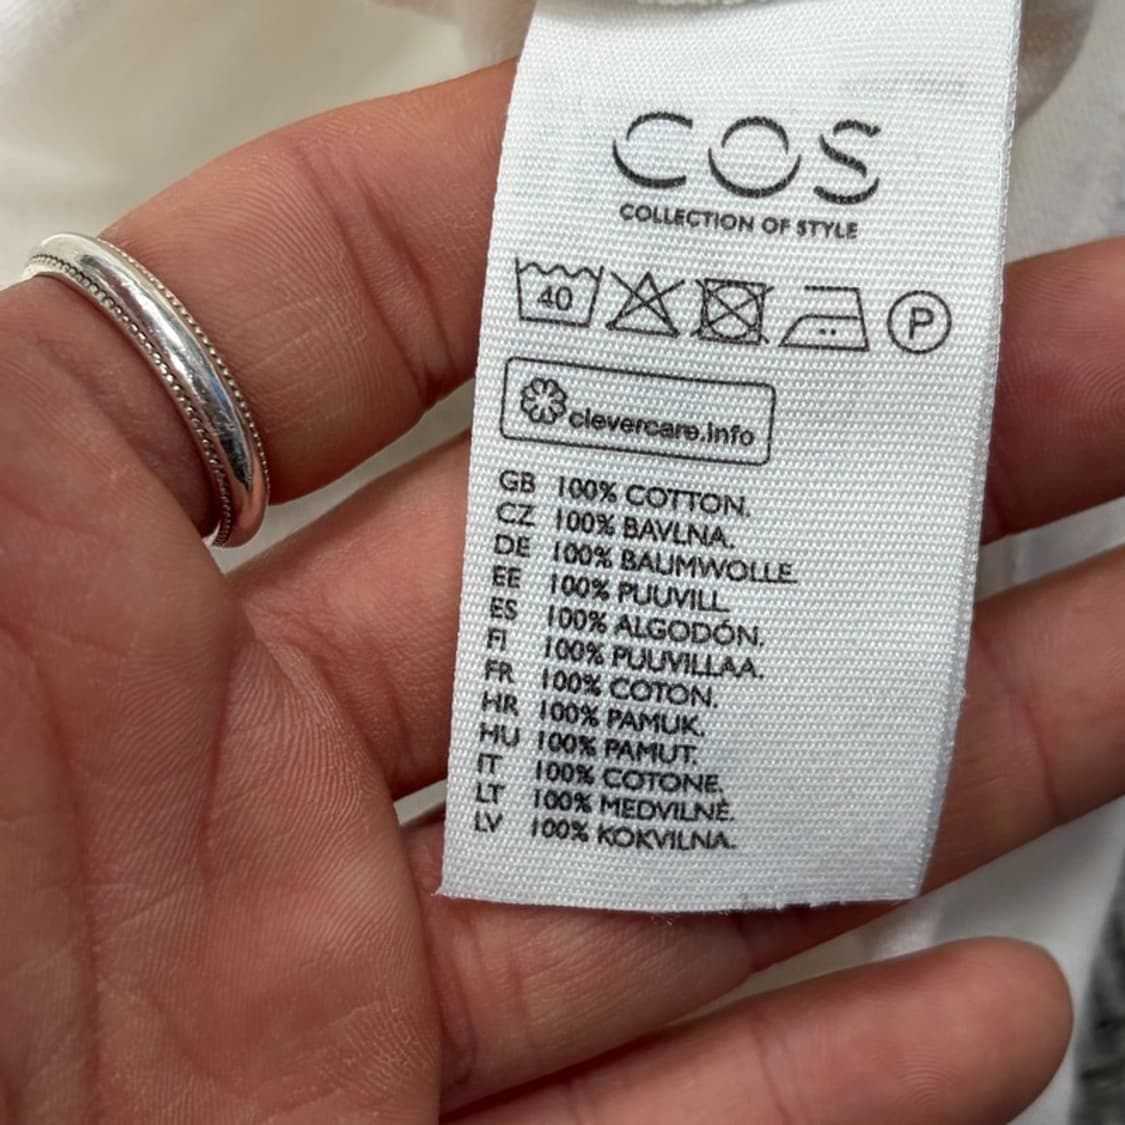 COS
COLLECTION OF STYLE
40 P
clevercare.info
GB 100% COTTON.
CZ 100% BAVLNA.
DE 100% BAUMWOLLE.
EE 100% PUUVILL.
ES 100% ALGODÓN.
FI 100% PUUVILLAA.
FR 100% COTON.
HR 100% PAMUK.
HU 100% PAMUT.
IT 100% COTONE.
LT 100% MEDVILNĖ.
LV 100% KOKVILNA.